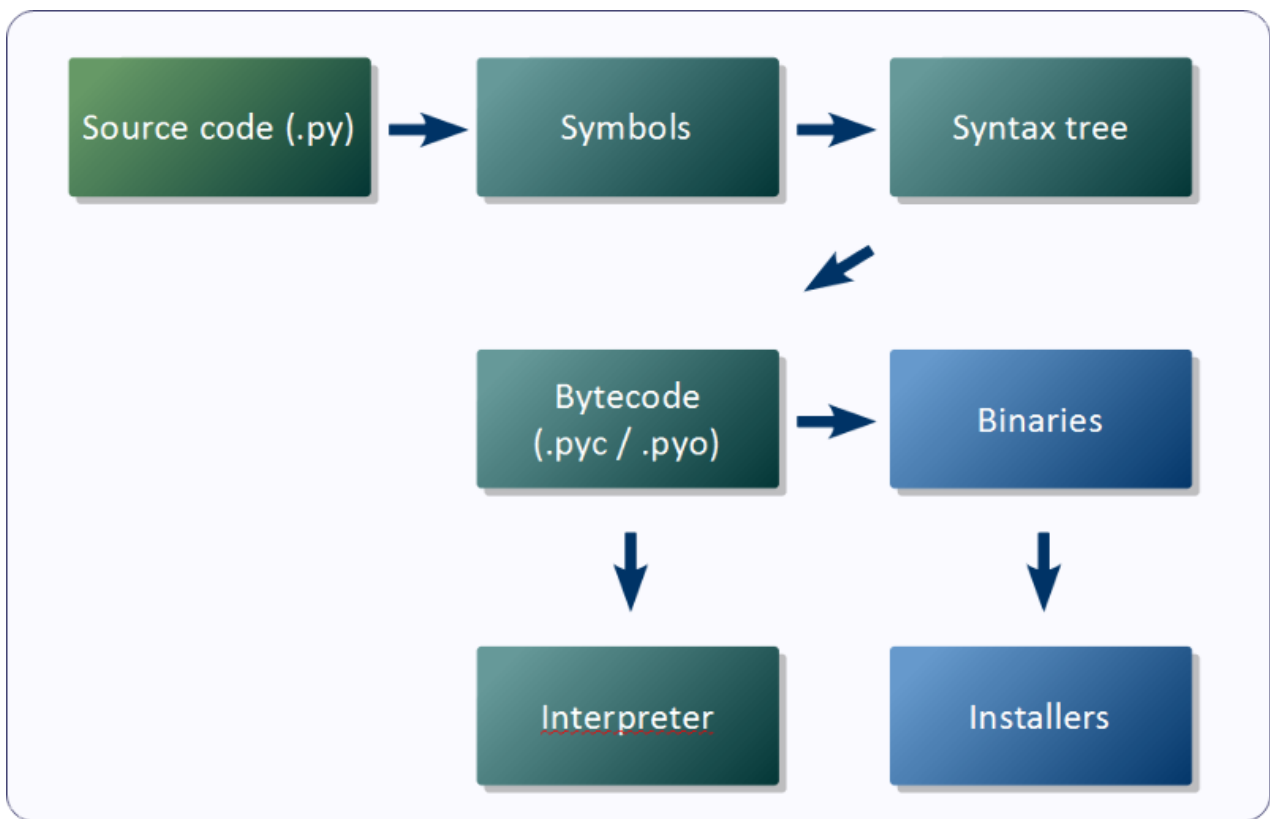 Source code (.py)
Symbols
Syntax tree
Bytecode
(.pyc / .pyo)
Binaries
Interpreter
Installers